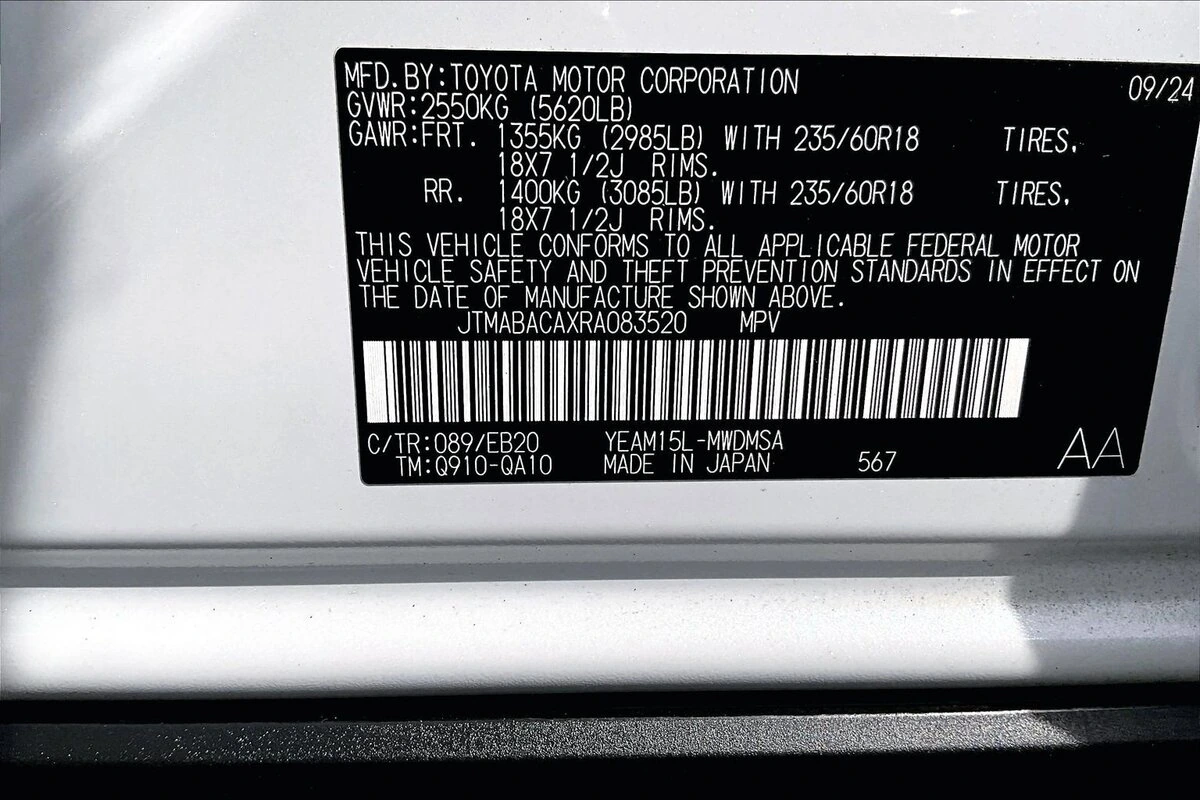 MFD.BY:TOYOTA MOTOR CORPORATION 09/24
GVWR:2550KG (5620LB)
GAWR:FRT. 1355KG (2985LB) WITH 235/60R18 TIRES,
18X7 1/2J RIMS.
RR. 1400KG (3085LB) WITH 235/60R18 TIRES,
18X7 1/2J RIMS.
THIS VEHICLE CONFORMS TO ALL APPLICABLE FEDERAL MOTOR
VEHICLE SAFETY AND THEFT PREVENTION STANDARDS IN EFFECT ON
THE DATE OF MANUFACTURE SHOWN ABOVE.
JTMABACAXRA083520 MPV
C/TR:089/EB20 YEAM15L-MWDMSA
TM:Q910-QA10 MADE IN JAPAN 567 AA